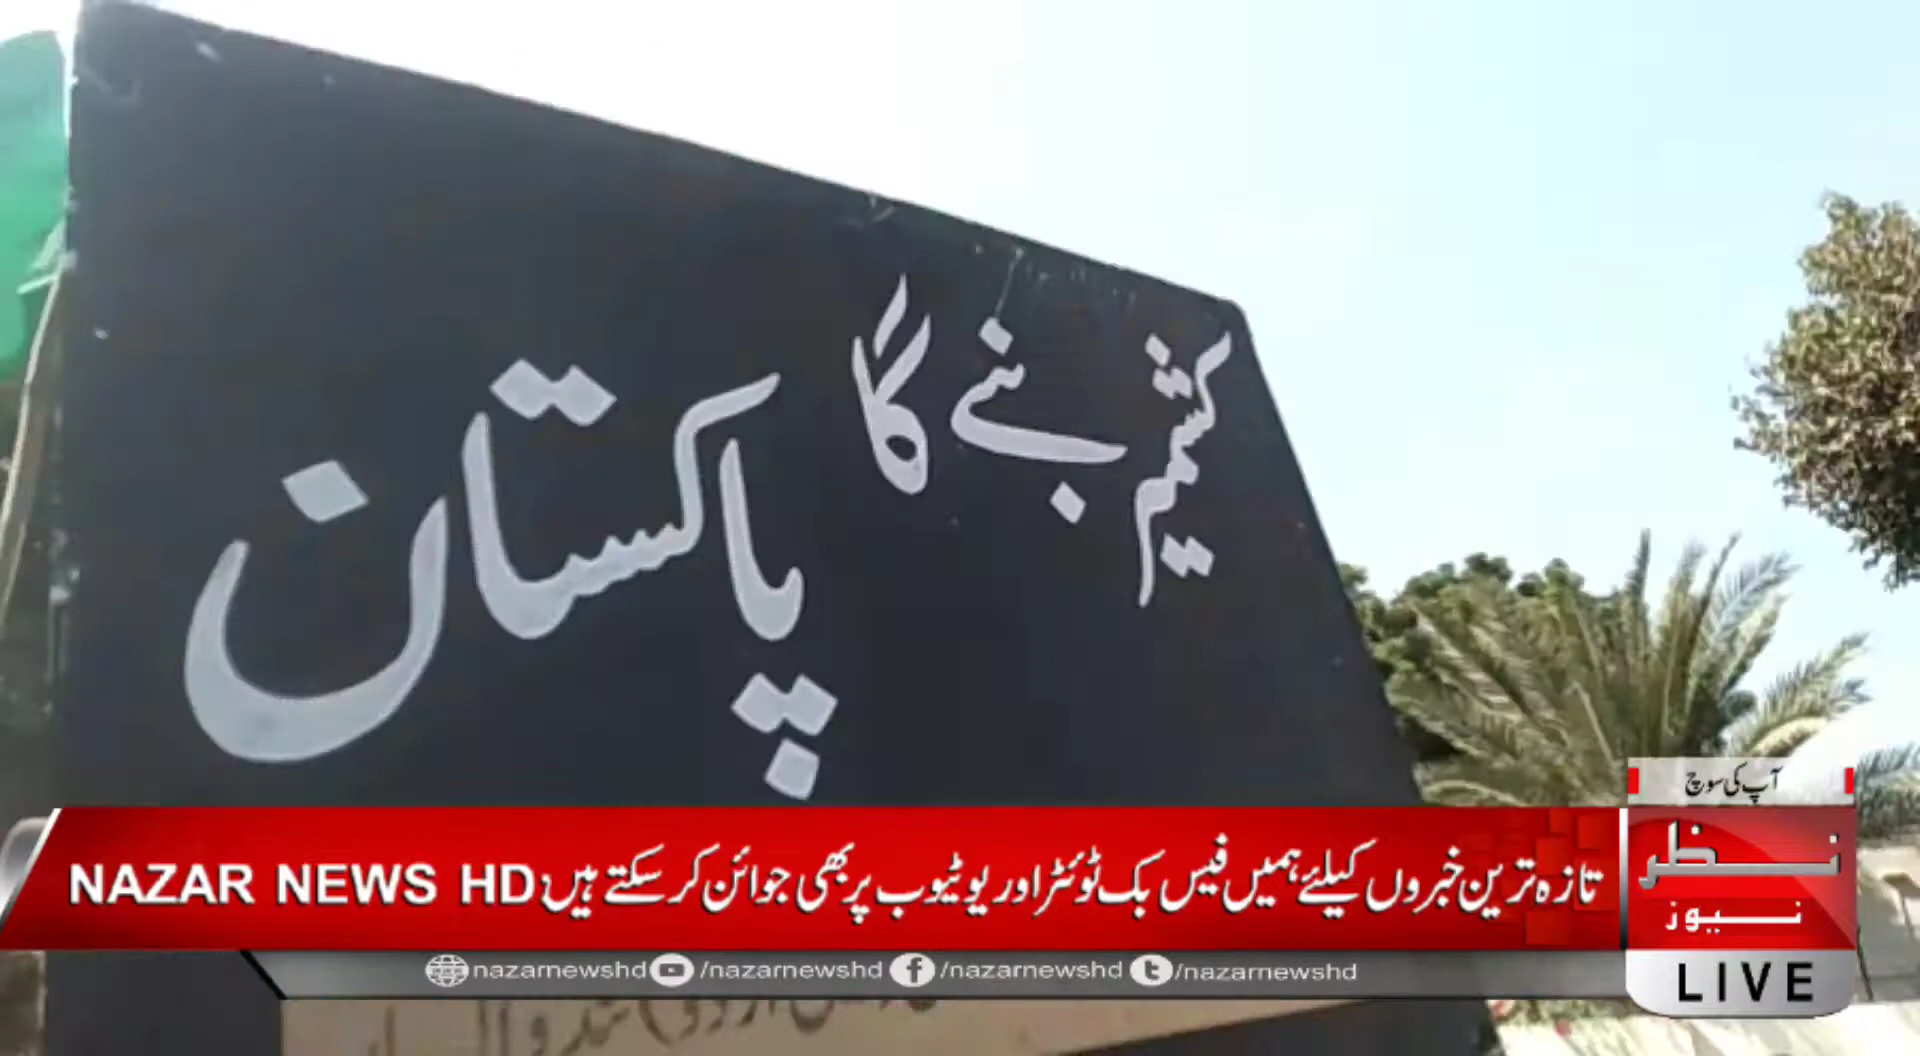 کشمیر بنے گا پاکستان
آپ کی سوچ
نظر
نیوز
LIVE
تازہ ترین خبروں کیلئے ہمیں فیس بک ٹوئٹر اور یوٹیوب پر بھی جوائن کر سکتے ہیں: NAZAR NEWS HD
nazarnewshd /nazarnewshd /nazarnewshd /nazarnewshd